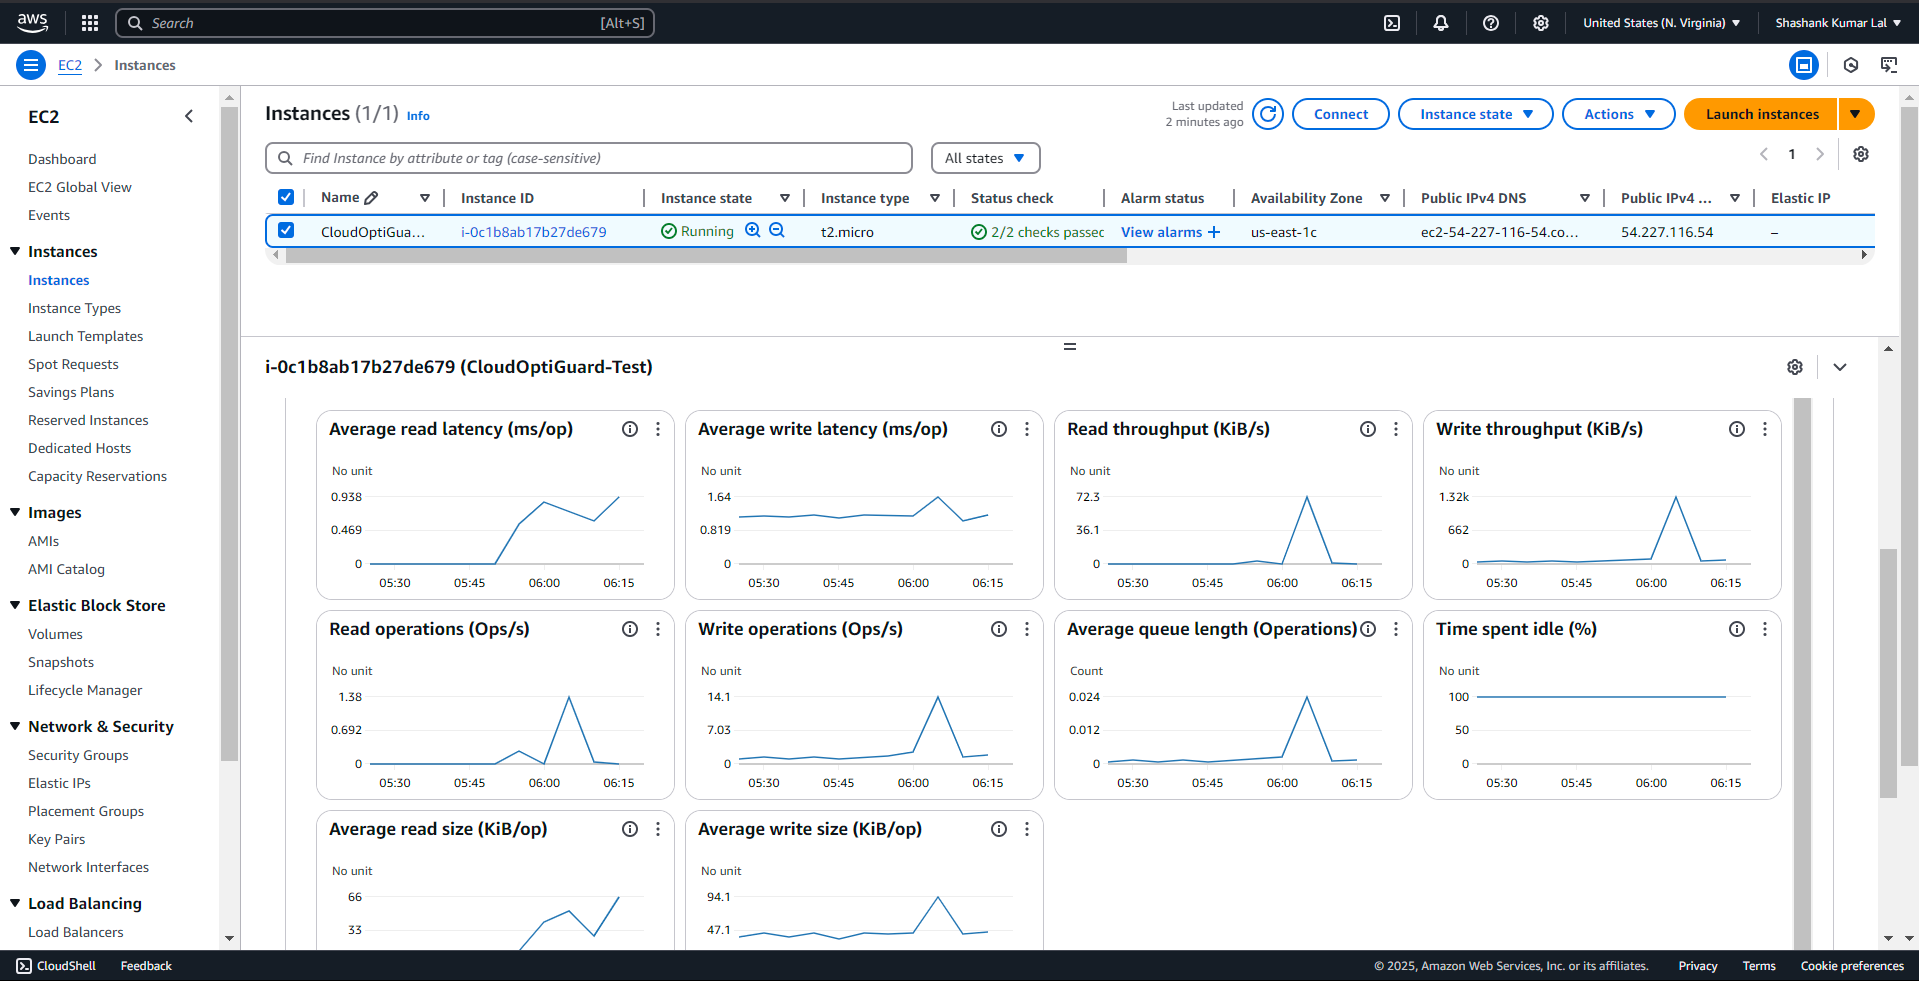 aws
Search [Alt+S]
United States (N. Virginia)
Shashank Kumar Lal
EC2
Instances
EC2
Dashboard
EC2 Global View
Events
Instances
Instances
Instance Types
Launch Templates
Spot Requests
Savings Plans
Reserved Instances
Dedicated Hosts
Capacity Reservations
Images
AMIs
AMI Catalog
Elastic Block Store
Volumes
Snapshots
Lifecycle Manager
Network & Security
Security Groups
Elastic IPs
Placement Groups
Key Pairs
Network Interfaces
Load Balancing
Load Balancers
Instances (1/1) Info
Last updated
2 minutes ago
Connect
Instance state
Actions
Launch instances
Find Instance by attribute or tag (case-sensitive)
All states
1
Name Instance ID Instance state Instance type Status check Alarm status Availability Zone Public IPv4 DNS Public IPv4 ... Elastic IP
CloudOptiGua... i-0c1b8ab17b27de679 Running t2.micro 2/2 checks passec View alarms + us-east-1c ec2-54-227-116-54.co... 54.227.116.54 –
i-0c1b8ab17b27de679 (CloudOptiGuard-Test)
Average read latency (ms/op)
No unit
0.938
0.469
0
05:30 05:45 06:00 06:15
Average write latency (ms/op)
No unit
1.64
0.819
0
05:30 05:45 06:00 06:15
Read throughput (KiB/s)
No unit
72.3
36.1
0
05:30 05:45 06:00 06:15
Write throughput (KiB/s)
No unit
1.32k
662
0
05:30 05:45 06:00 06:15
Read operations (Ops/s)
No unit
1.38
0.692
0
05:30 05:45 06:00 06:15
Write operations (Ops/s)
No unit
14.1
7.03
0
05:30 05:45 06:00 06:15
Average queue length (Operations)
Count
0.024
0.012
0
05:30 05:45 06:00 06:15
Time spent idle (%)
No unit
100
50
0
05:30 05:45 06:00 06:15
Average read size (KiB/op)
No unit
66
33
Average write size (KiB/op)
No unit
94.1
47.1
CloudShell
Feedback
© 2025, Amazon Web Services, Inc. or its affiliates.
Privacy
Terms
Cookie preferences